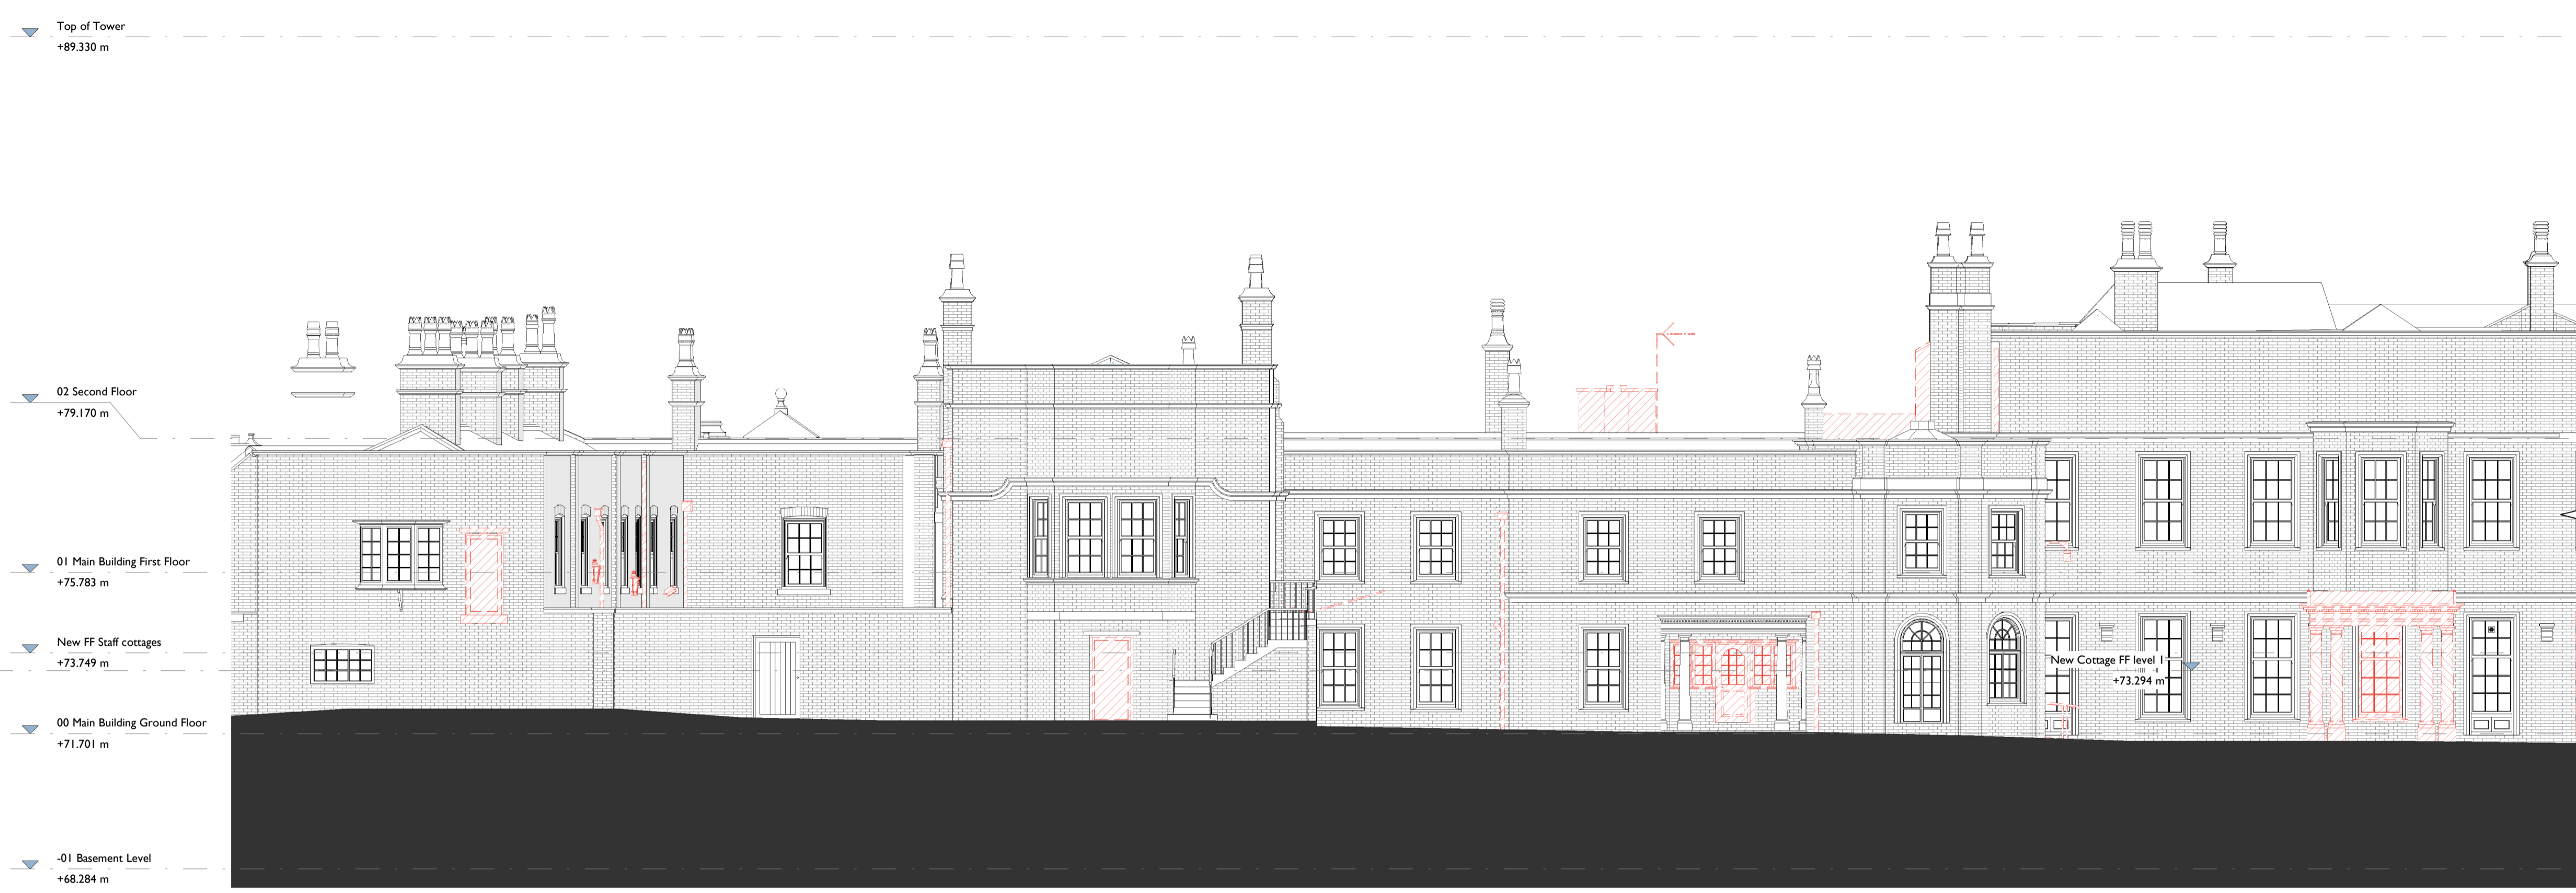 Top of Tower
+89.330 m
02 Second Floor
+79.170 m
01 Main Building First Floor
+75.783 m
New FF Staff cottages
+73.749 m
New Cottage FF level 1
+73.294 m
00 Main Building Ground Floor
+71.701 m
-01 Basement Level
+68.284 m